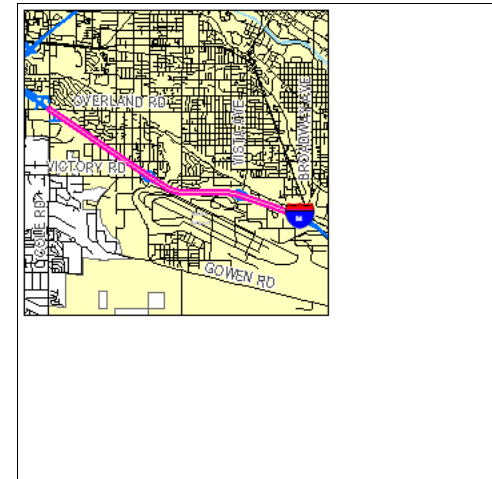 OVERLAND RD
VISTA AVE
BROADWAY AVE
VICTORY RD
COLE RD
GOWEN RD